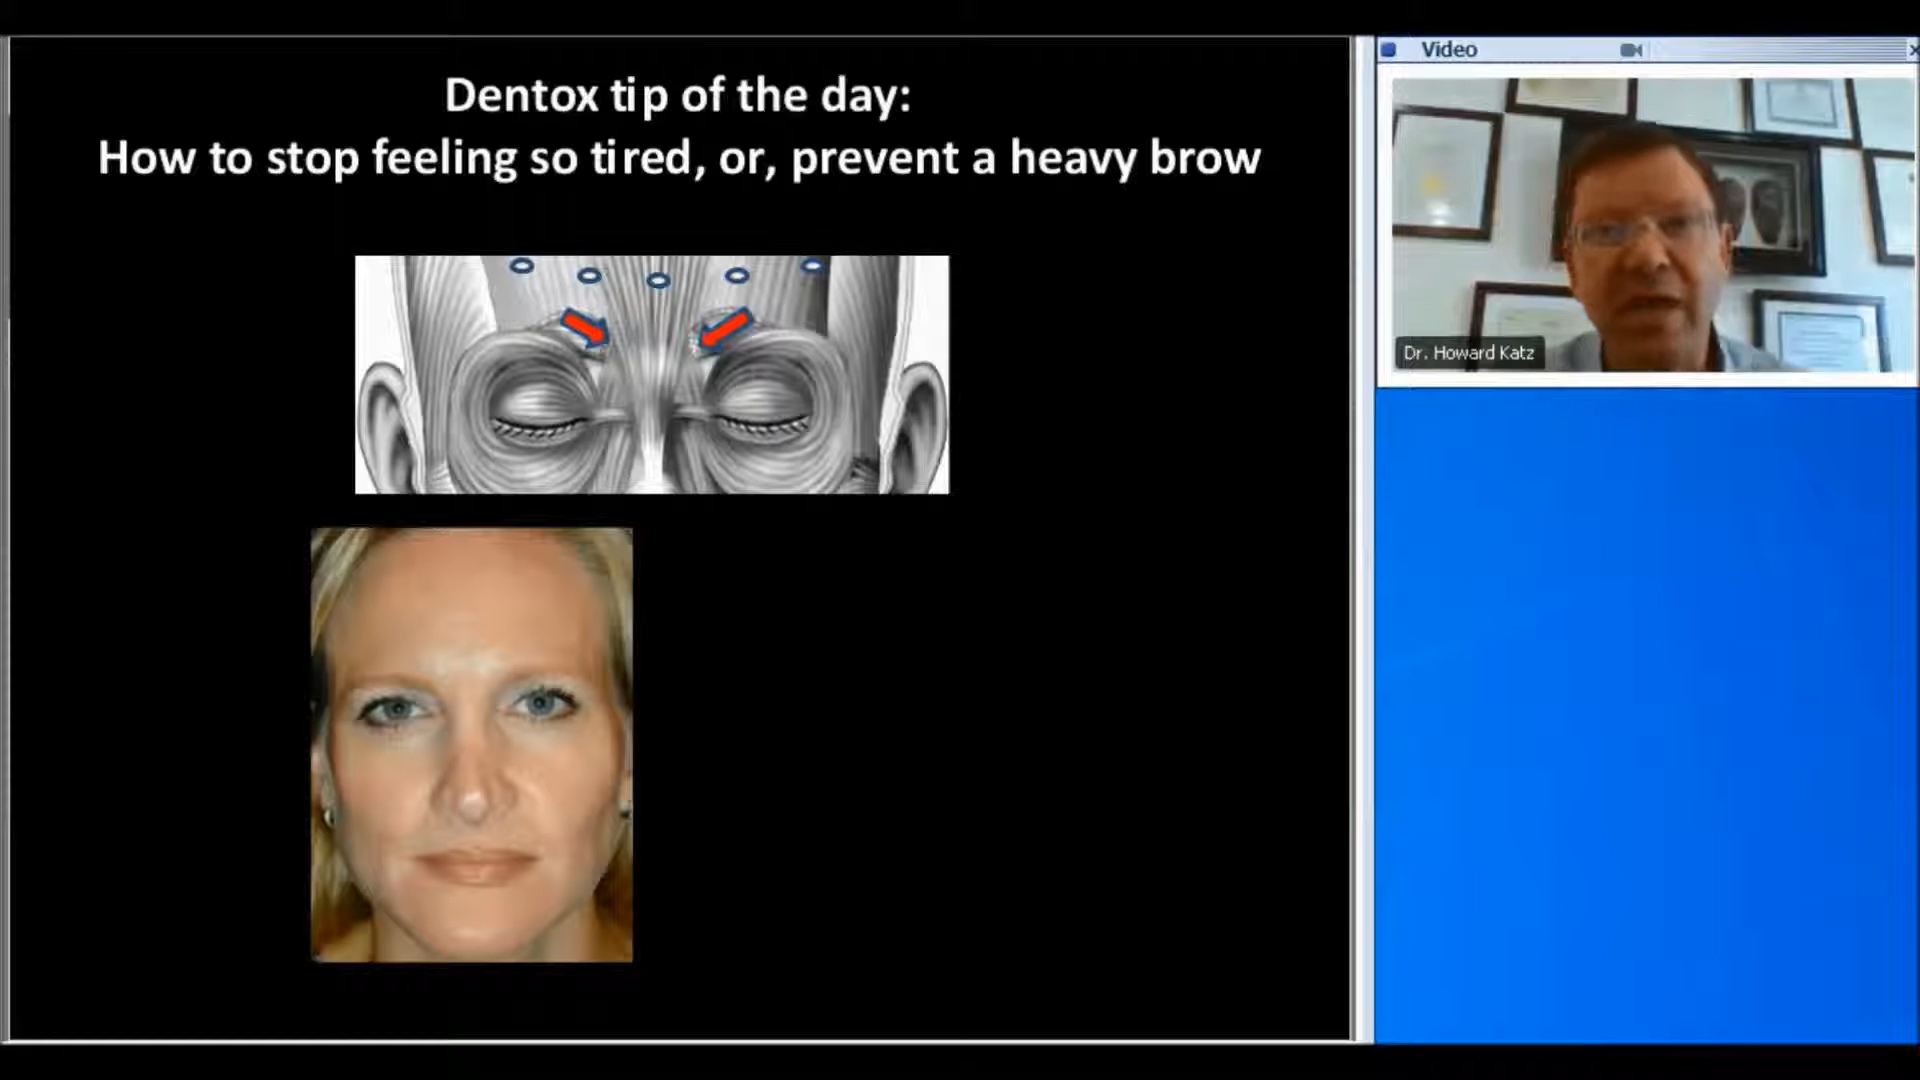 Dentox tip of the day:
How to stop feeling so tired, or, prevent a heavy brow
Video
Dr. Howard Katz